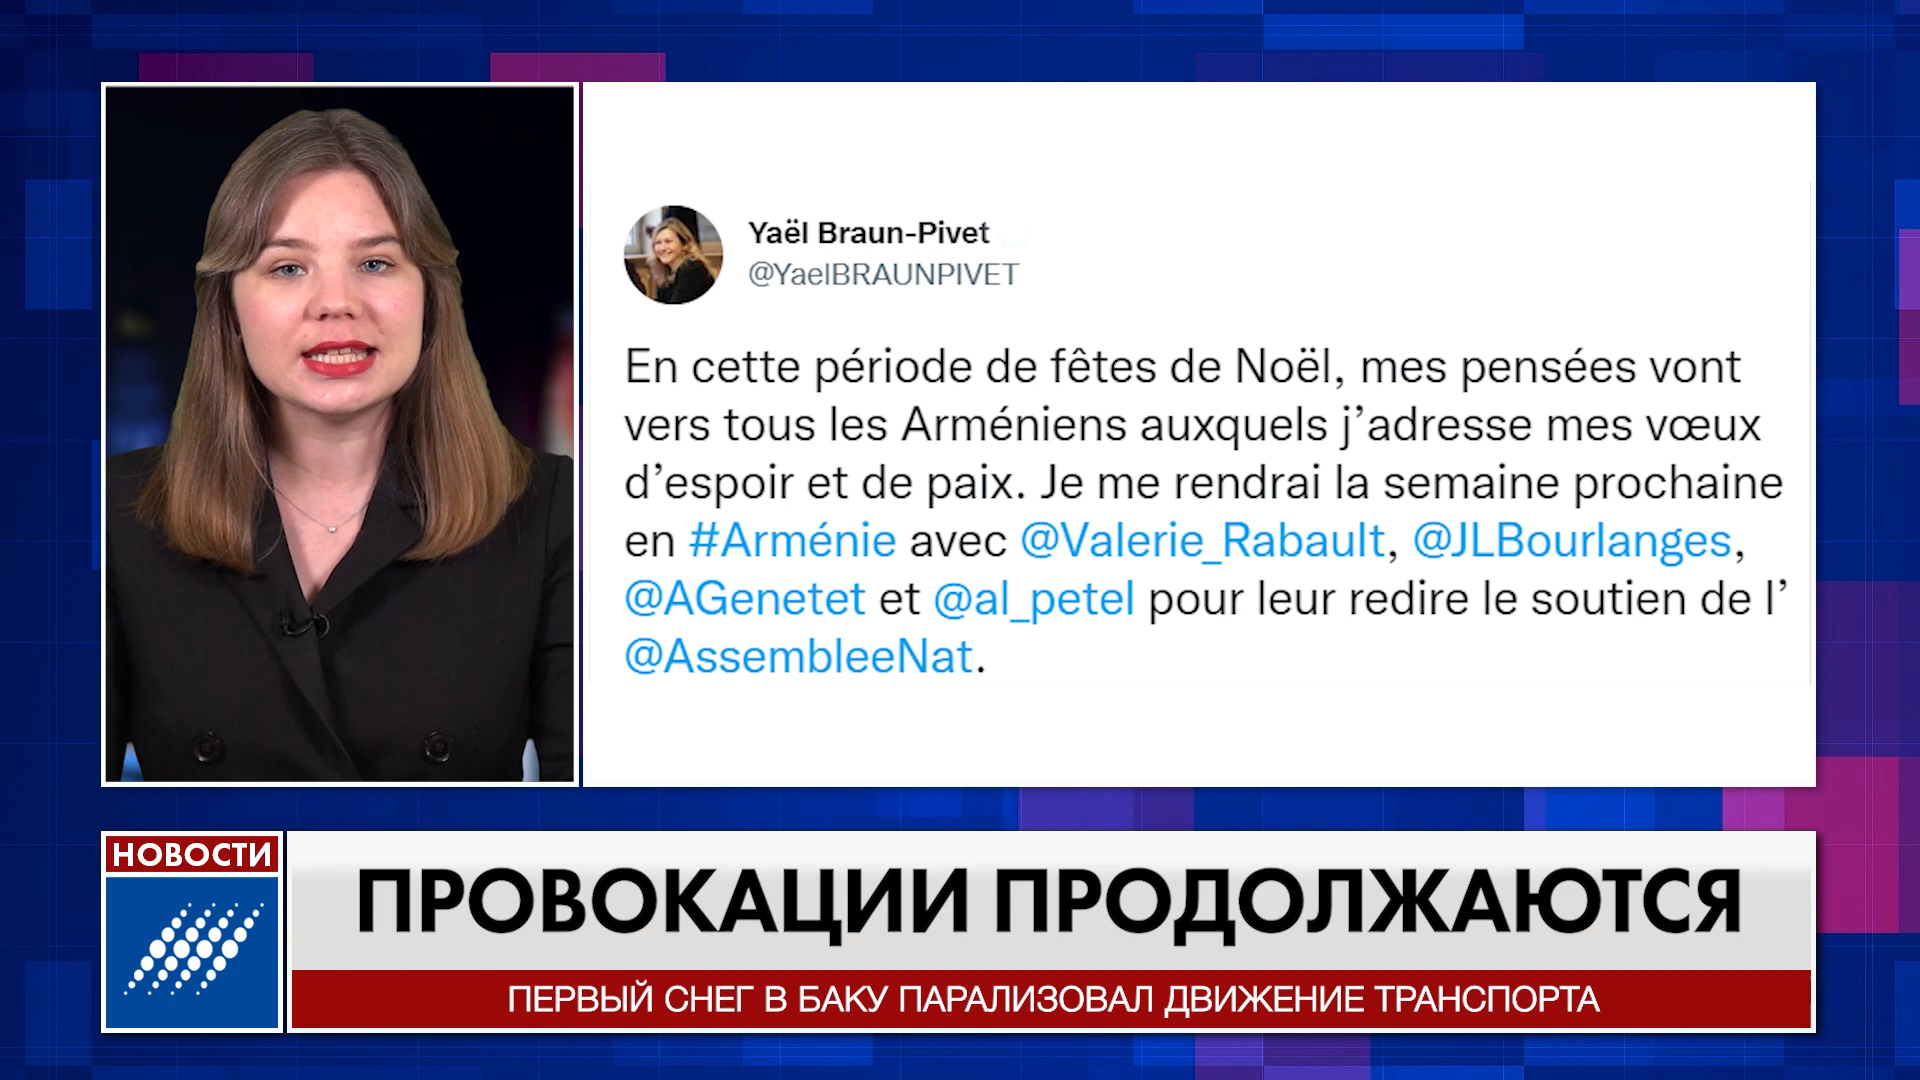 Yaël Braun-Pivet
@YaelBRAUNPIVET
En cette période de fêtes de Noël, mes pensées vont
vers tous les Arméniens auxquels j’adresse mes vœux
d’espoir et de paix. Je me rendrai la semaine prochaine
en #Arménie avec @Valerie_Rabault, @JLBourlanges,
@AGenetet et @al_petel pour leur redire le soutien de l’
@AssembleeNat.
НОВОСТИ
ПРОВОКАЦИИ ПРОДОЛЖАЮТСЯ
ПЕРВЫЙ СНЕГ В БАКУ ПАРАЛИЗОВАЛ ДВИЖЕНИЕ ТРАНСПОРТА